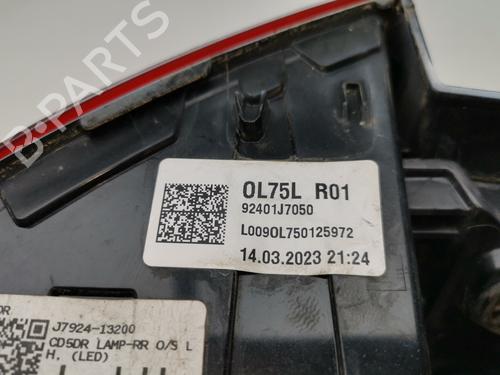 B-PARTS
OL75L R01
92401J7050
L009OL750125972
14.03.2023 21:24
J7924-13200
CD5DR LAMP-RR O/S L
H. (LED)